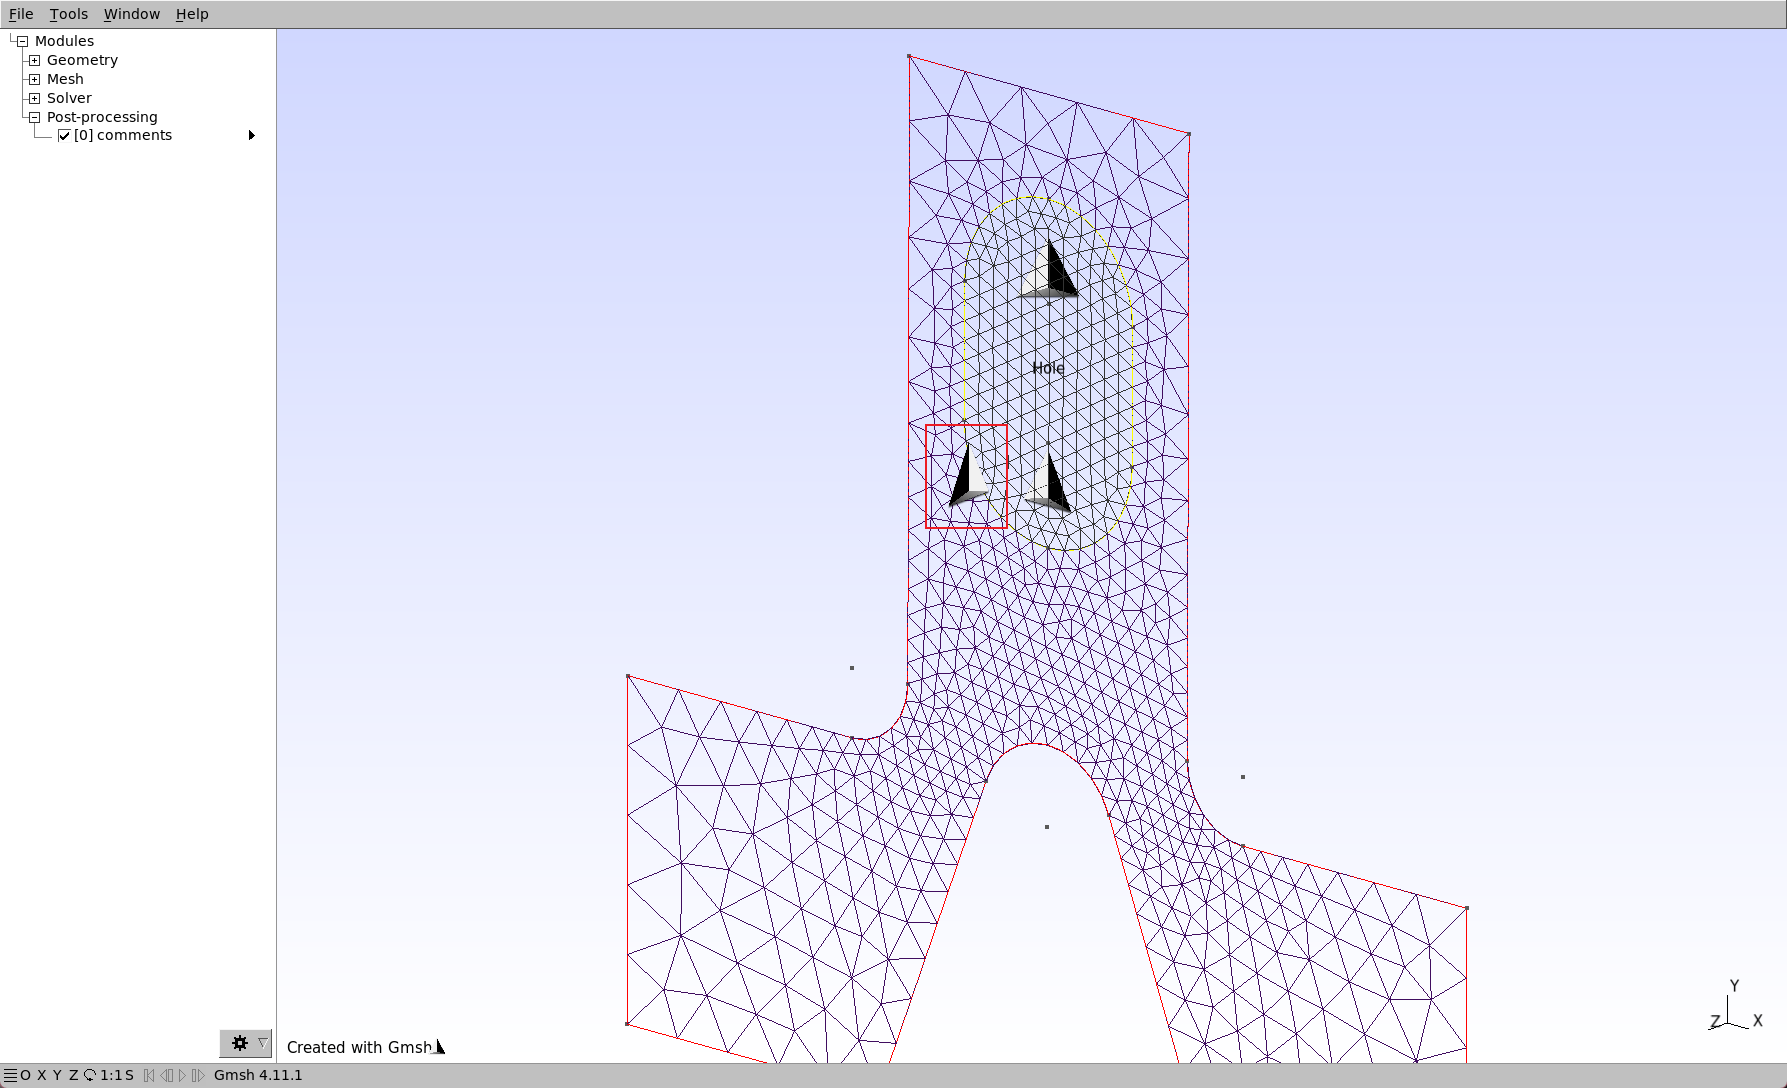 File Tools Window Help
Modules
Geometry
Mesh
Solver
Post-processing
[0] comments
Hole
Y
Z X
Created with Gmsh
O X Y Z 1:1 S Gmsh 4.11.1